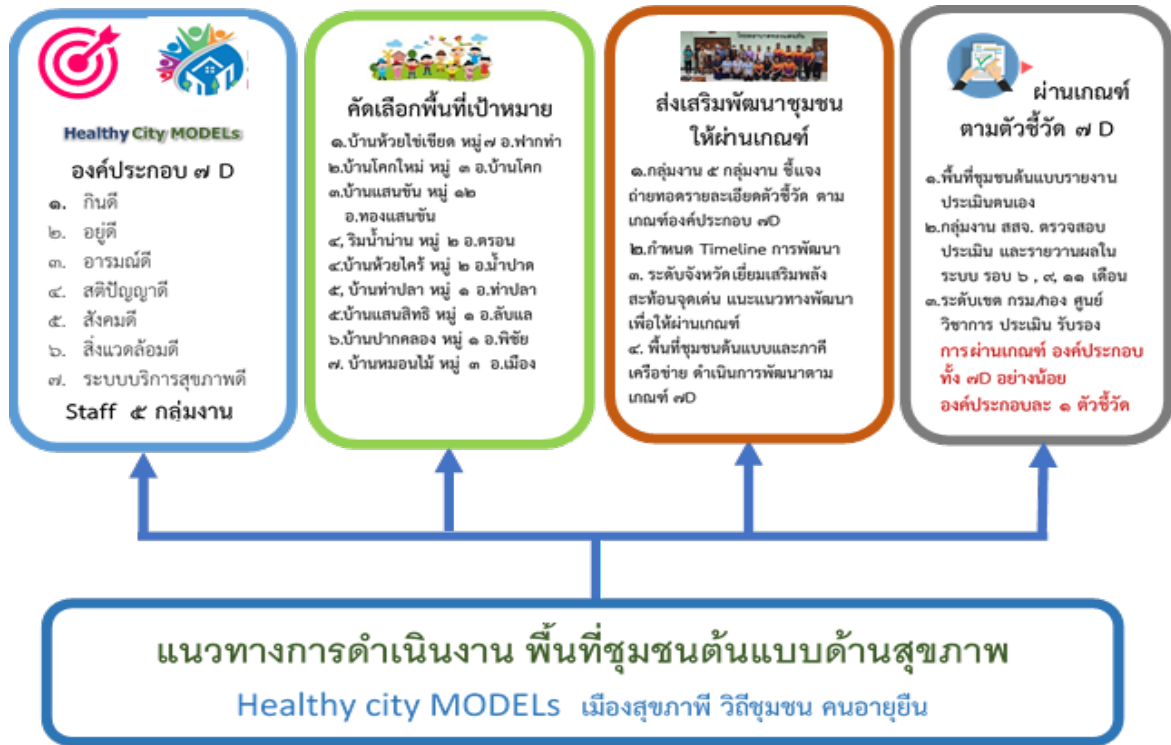 Healthy City MODELs
องค์ประกอบ ๗ D
๑. กินดี
๒. อยู่ดี
๓. อารมณ์ดี
๔. สติปัญญาดี
๕. สังคมดี
๖. สิ่งแวดล้อมดี
๗. ระบบบริการสุขภาพดี
Staff ๕ กลุ่มงาน
คัดเลือกพื้นที่เป้าหมาย
๑.บ้านห้วยไข่เขียด หมู่ ๗ อ.ฟากท่า
๒.บ้านโคกใหม่ หมู่ ๓ อ.บ้านโคก
๓.บ้านแสนขัน หมู่ ๑๒
อ.ทองแสนขัน
๔, ริมน้ำน่าน หมู่ ๒ อ.ตรอน
๔.บ้านห้วยไคร้ หมู่ ๒ อ.น้ำปาด
๕, บ้านท่าปลา หมู่ ๑ อ.ท่าปลา
๕.บ้านแสนสิทธิ หมู่ ๑ อ.ลับแล
๖.บ้านปากคลอง หมู่ ๑ อ.พิชัย
๗. บ้านหมอนไม้ หมู่ ๓ อ.เมือง
ส่งเสริมพัฒนาชุมชน
ให้ผ่านเกณฑ์
๑.กลุ่มงาน ๕ กลุ่มงาน ชี้แจง
ถ่ายทอดรายละเอียดตัวชี้วัด ตาม
เกณฑ์องค์ประกอบ ๗D
๒.กำหนด Timeline การพัฒนา
๓. ระดับจังหวัดเยี่ยมเสริมพลัง
สะท้อนจุดเด่น แนะแนวทางพัฒนา
เพื่อให้ผ่านเกณฑ์
๔. พื้นที่ชุมชนต้นแบบและภาคี
เครือข่าย ดำเนินการพัฒนาตาม
เกณฑ์ ๗D
ผ่านเกณฑ์
ตามตัวชี้วัด ๗ D
๑.พื้นที่ชุมชนต้นแบบรายงาน
ประเมินตนเอง
๒.กลุ่มงาน สสจ. ตรวจสอบ
ประเมิน และรายวานผลใน
ระบบ รอบ ๖ , ๙, ๑๑ เดือน
๓.ระดับเขต กรม/กอง ศูนย์
วิชาการ ประเมิน รับรอง
การผ่านเกณฑ์ องค์ประกอบ
ทั้ง ๗D อย่างน้อย
องค์ประกอบละ ๑ ตัวชี้วัด
แนวทางการดำเนินงาน พื้นที่ชุมชนต้นแบบด้านสุขภาพ
Healthy city MODELs เมืองสุขภาพี วิถีชุมชน คนอายุยืน